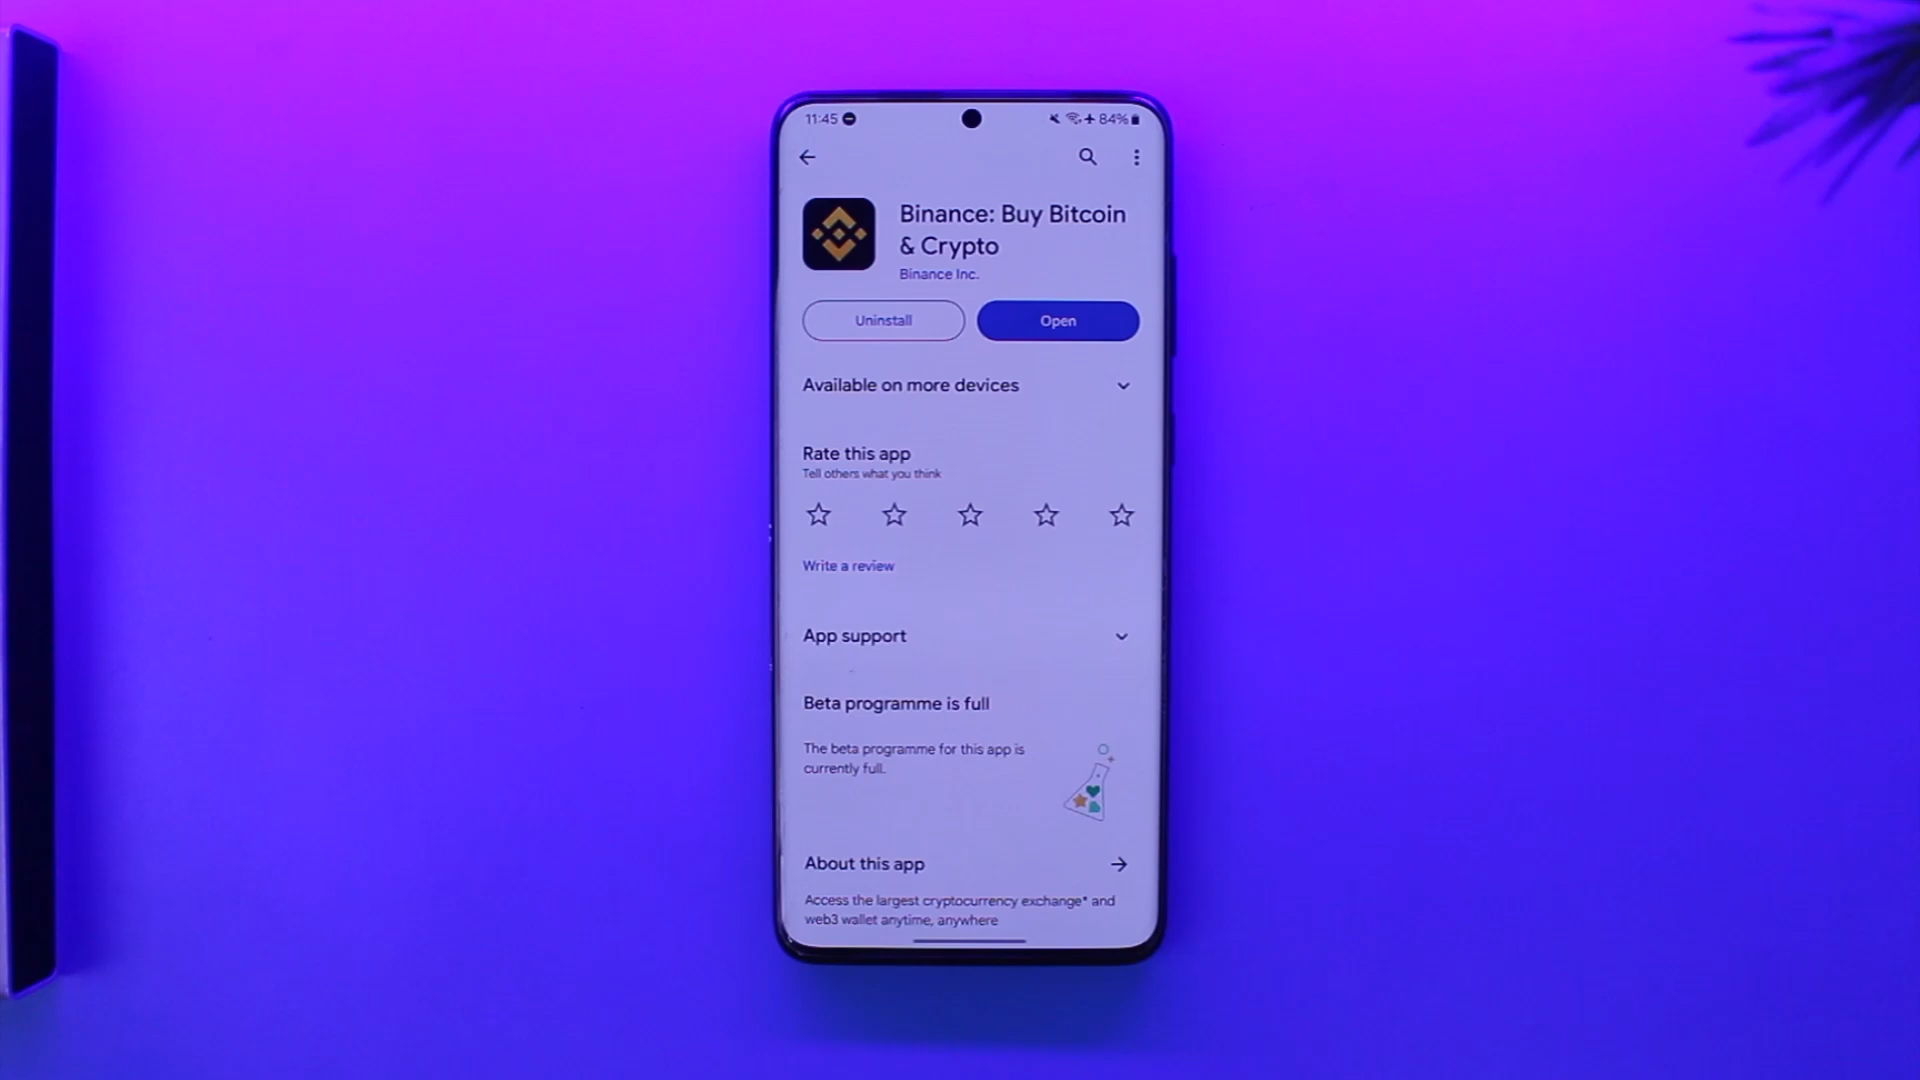 11:45
84%
Binance: Buy Bitcoin
& Crypto
Binance Inc.
Uninstall
Open
Available on more devices
Rate this app
Tell others what you think
Write a review
App support
Beta programme is full
The beta programme for this app is
currently full.
About this app
Access the largest cryptocurrency exchange* and
web3 wallet anytime, anywhere